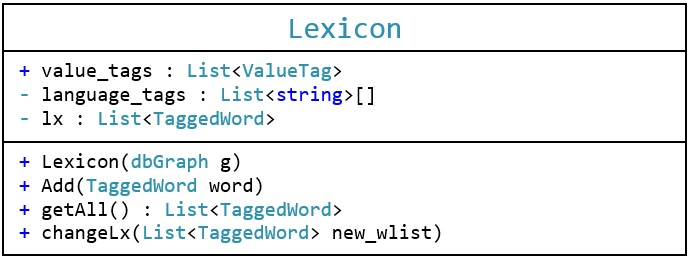 Lexicon
+ value_tags : List<ValueTag>
- language_tags : List<string>[]
- lx : List<TaggedWord>
+ Lexicon(dbGraph g)
+ Add(TaggedWord word)
+ getAll() : List<TaggedWord>
+ changeLx(List<TaggedWord> new_wlist)